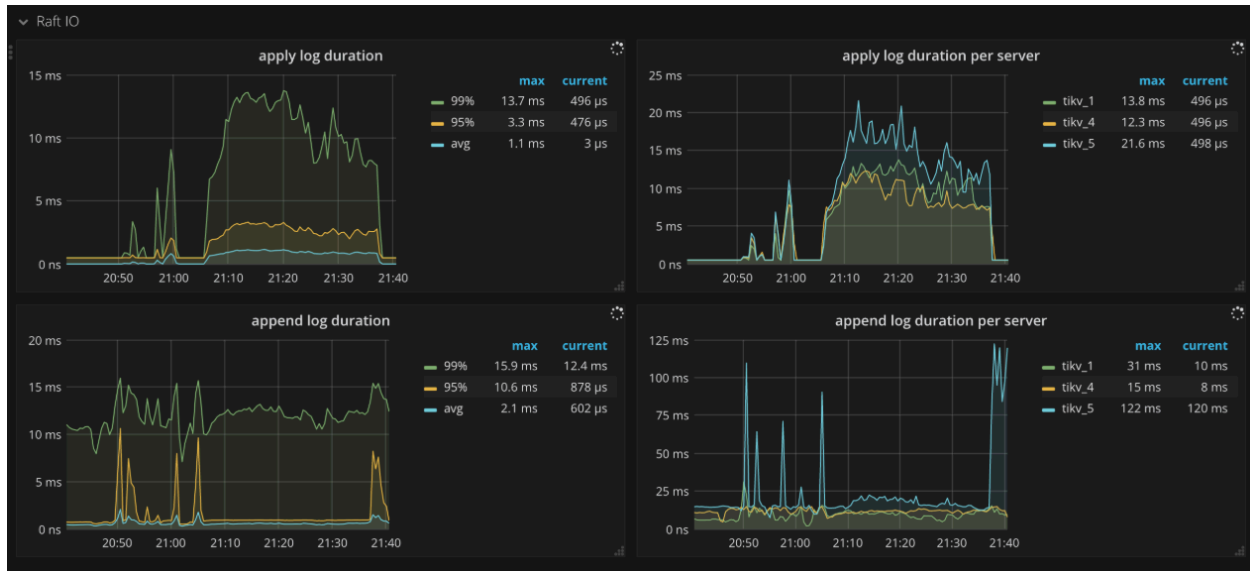 Raft IO
apply log duration
15 ms
10 ms
5 ms
0 ns
20:50 21:00 21:10 21:20 21:30 21:40
max current
99% 13.7 ms 496 µs
95% 3.3 ms 476 µs
avg 1.1 ms 3 µs
apply log duration per server
25 ms
20 ms
15 ms
10 ms
5 ms
0 ns
20:50 21:00 21:10 21:20 21:30 21:40
max current
tikv_1 13.8 ms 496 µs
tikv_4 12.3 ms 496 µs
tikv_5 21.6 ms 498 µs
append log duration
20 ms
15 ms
10 ms
5 ms
0 ns
20:50 21:00 21:10 21:20 21:30 21:40
max current
99% 15.9 ms 12.4 ms
95% 10.6 ms 878 µs
avg 2.1 ms 602 µs
append log duration per server
125 ms
100 ms
75 ms
50 ms
25 ms
0 ns
20:50 21:00 21:10 21:20 21:30 21:40
max current
tikv_1 31 ms 10 ms
tikv_4 15 ms 8 ms
tikv_5 122 ms 120 ms